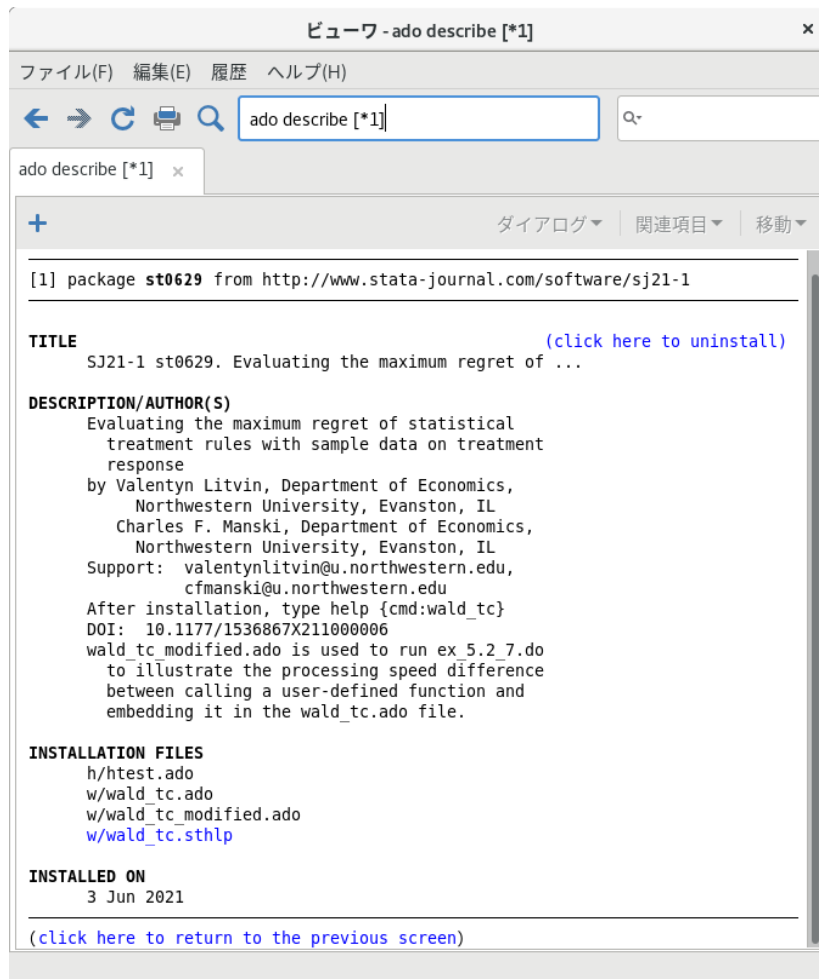 ビューワ - ado describe [*1]
ファイル(F) 編集(E) 履歴 ヘルプ(H)
ado describe [*1]
ado describe [*1]
ダイアログ 関連項目 移動
[1] package st0629 from http://www.stata-journal.com/software/sj21-1
TITLE (click here to uninstall)
SJ21-1 st0629. Evaluating the maximum regret of ...
DESCRIPTION/AUTHOR(S)
Evaluating the maximum regret of statistical
treatment rules with sample data on treatment
response
by Valentyn Litvin, Department of Economics,
Northwestern University, Evanston, IL
Charles F. Manski, Department of Economics,
Northwestern University, Evanston, IL
Support: valentynlitvin@u.northwestern.edu,
cfmanski@u.northwestern.edu
After installation, type help {cmd:wald_tc}
DOI: 10.1177/1536867X211000006
wald_tc_modified.ado is used to run ex_5.2_7.do
to illustrate the processing speed difference
between calling a user-defined function and
embedding it in the wald_tc.ado file.
INSTALLATION FILES
h/htest.ado
w/wald_tc.ado
w/wald_tc_modified.ado
w/wald_tc.sthlp
INSTALLED ON
3 Jun 2021
(click here to return to the previous screen)